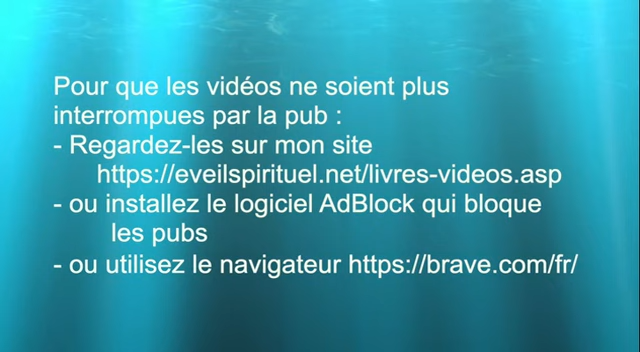 Pour que les vidéos ne soient plus
interrompues par la pub :
- Regardez-les sur mon site
https://eveilspirituel.net/livres-videos.asp
- ou installez le logiciel AdBlock qui bloque
les pubs
- ou utilisez le navigateur https://brave.com/fr/